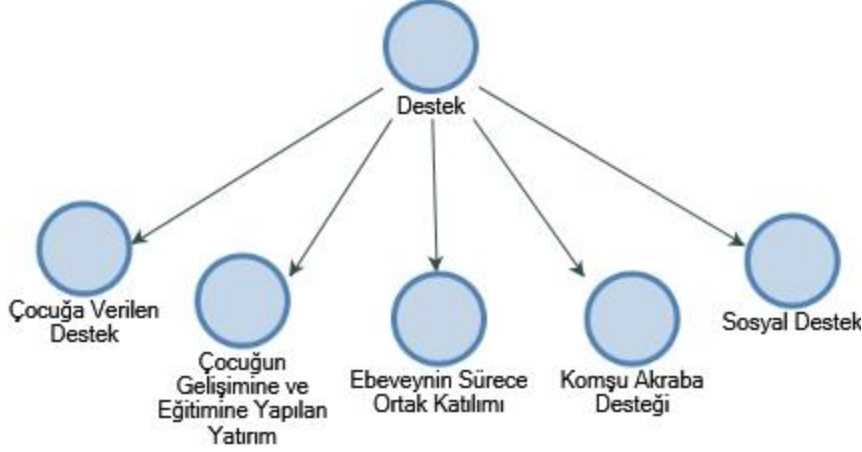 Destek
Çocuğa Verilen
Destek
Çocuğun
Gelişimine ve
Eğitimine Yapılan
Yatırım
Ebeveynin Sürece
Ortak Katılımı
Komşu Akraba
Desteği
Sosyal Destek